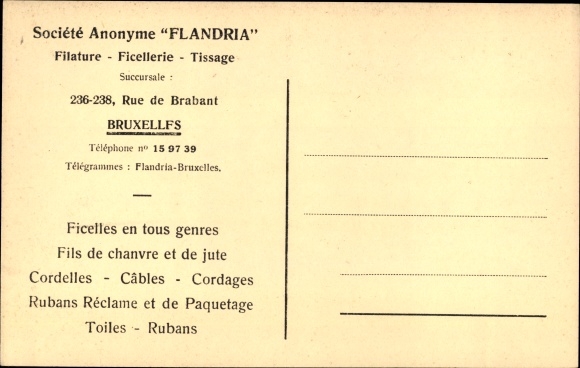 Société Anonyme "FLANDRIA"
Filature - Ficellerie - Tissage
Succursale :
236-238, Rue de Brabant
BRUXELLES
Téléphone nº 15 97 39
Télégrammes : Flandria-Bruxelles.
Ficelles en tous genres
Fils de chanvre et de jute
Cordelles - Câbles - Cordages
Rubans Réclame et de Paquetage
Toiles - Rubans